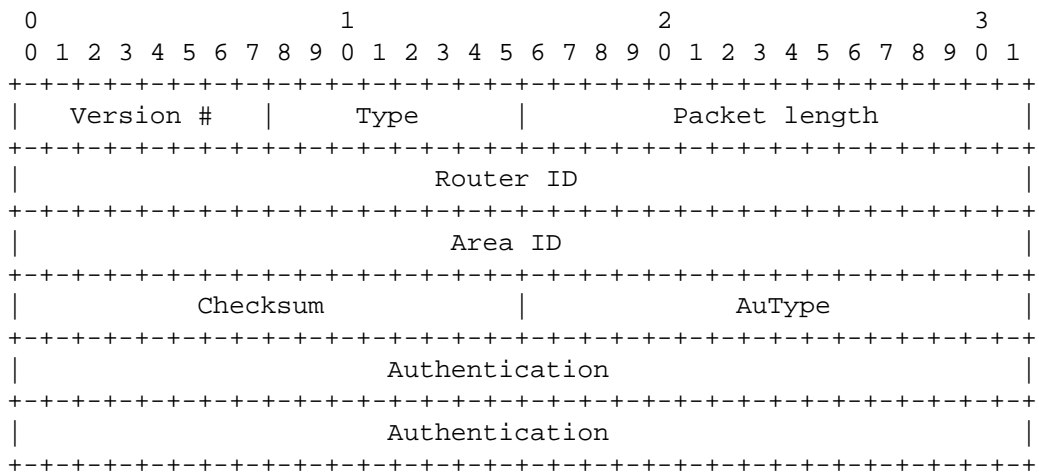 0                   1                   2                   3
 0 1 2 3 4 5 6 7 8 9 0 1 2 3 4 5 6 7 8 9 0 1 2 3 4 5 6 7 8 9 0 1
+-+-+-+-+-+-+-+-+-+-+-+-+-+-+-+-+-+-+-+-+-+-+-+-+-+-+-+-+-+-+-+-+
|   Version #   |     Type      |         Packet length         |
+-+-+-+-+-+-+-+-+-+-+-+-+-+-+-+-+-+-+-+-+-+-+-+-+-+-+-+-+-+-+-+-+
|                          Router ID                            |
+-+-+-+-+-+-+-+-+-+-+-+-+-+-+-+-+-+-+-+-+-+-+-+-+-+-+-+-+-+-+-+-+
|                           Area ID                             |
+-+-+-+-+-+-+-+-+-+-+-+-+-+-+-+-+-+-+-+-+-+-+-+-+-+-+-+-+-+-+-+-+
|           Checksum            |             AuType            |
+-+-+-+-+-+-+-+-+-+-+-+-+-+-+-+-+-+-+-+-+-+-+-+-+-+-+-+-+-+-+-+-+
|                       Authentication                          |
+-+-+-+-+-+-+-+-+-+-+-+-+-+-+-+-+-+-+-+-+-+-+-+-+-+-+-+-+-+-+-+-+
|                       Authentication                          |
+-+-+-+-+-+-+-+-+-+-+-+-+-+-+-+-+-+-+-+-+-+-+-+-+-+-+-+-+-+-+-+-+